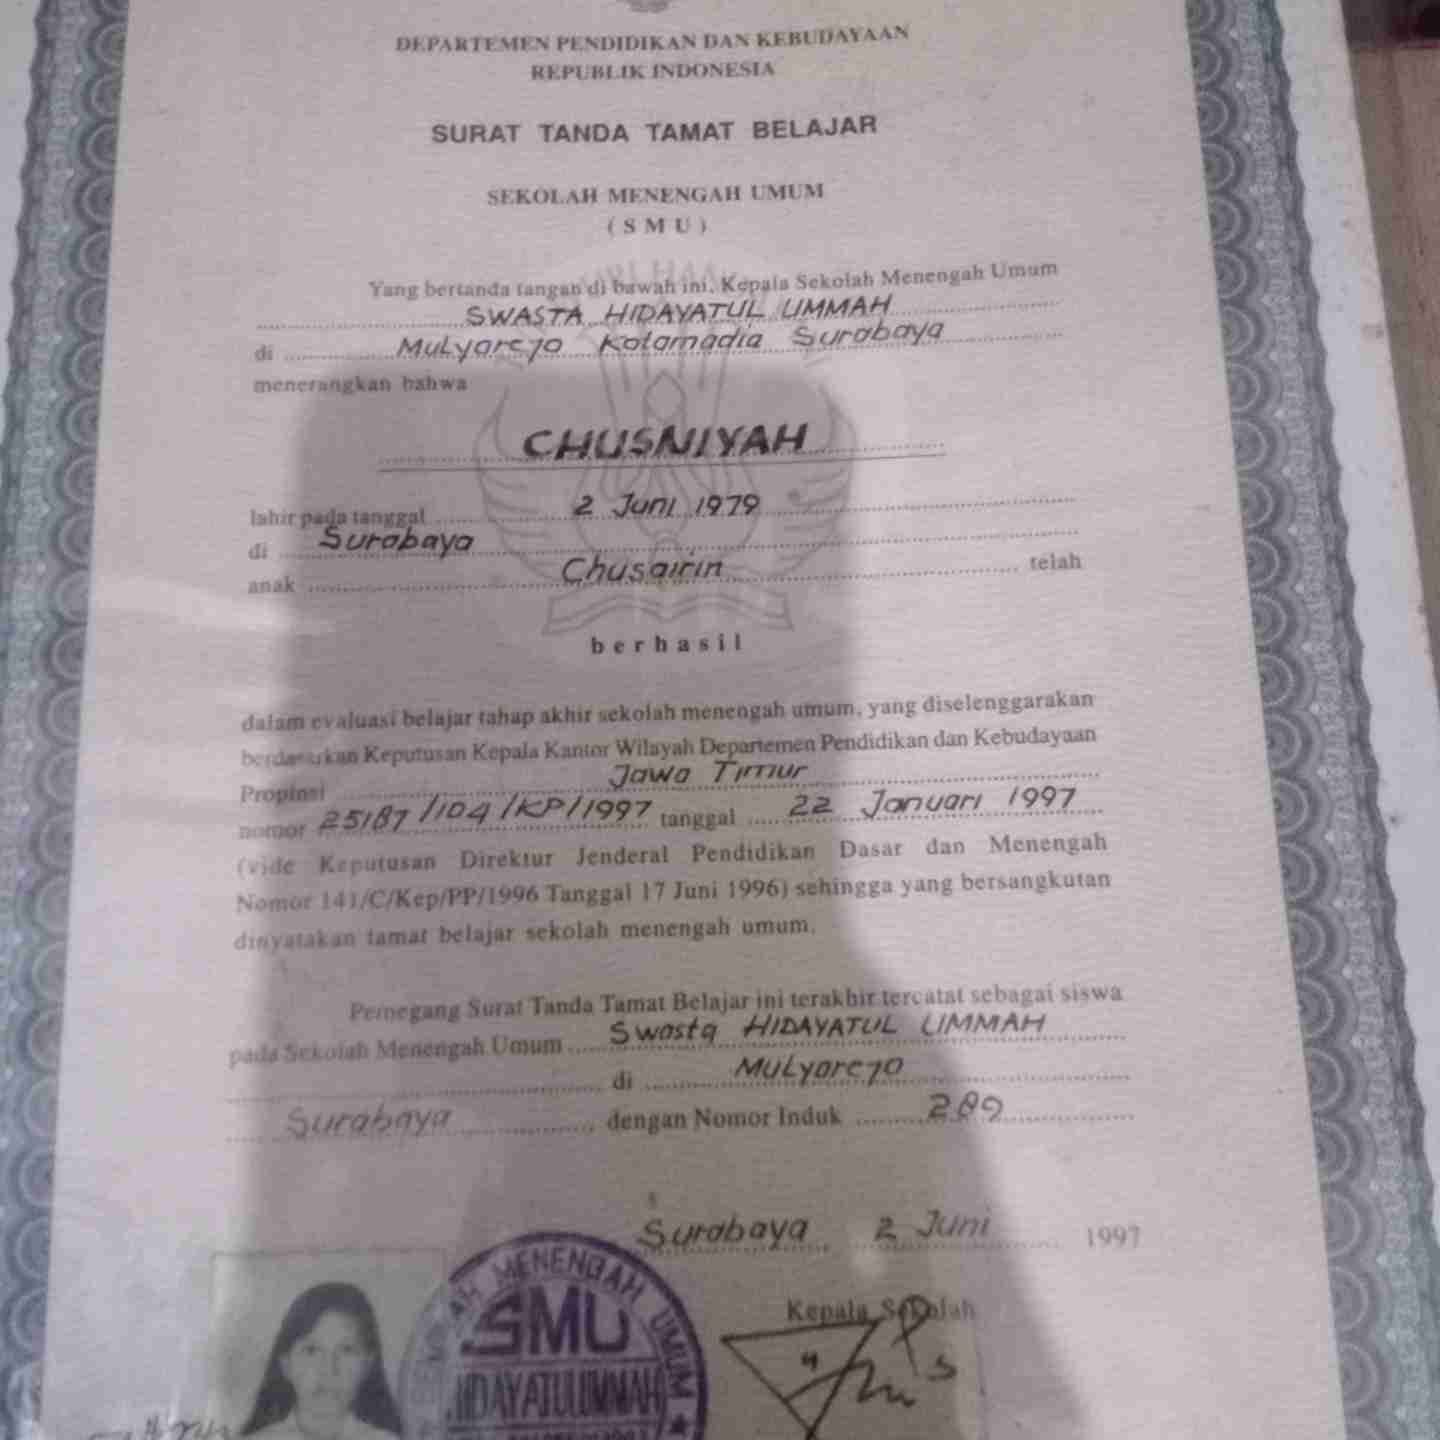 DEPARTEMEN PENDIDIKAN DAN KEBUDAYAAN
REPUBLIK INDONESIA
SURAT TANDA TAMAT BELAJAR
SEKOLAH MENENGAH UMUM
( S M U )
Yang bertanda tangan di bawah ini, Kepala Sekolah Menengah Umum
SWASTA HIDAYATUL UMMAH
di Mulyorejo Kotamadia Surabaya
menerangkan bahwa
CHUSNIYAH
lahir pada tanggal 2 Juni 1979
di Surabaya
anak Chusairin telah
berhasil
dalam evaluasi belajar tahap akhir sekolah menengah umum, yang diselenggarakan
berdasarkan Keputusan Kepala Kantor Wilayah Departemen Pendidikan dan Kebudayaan
Propinsi Jawa Timur
nomor 25187/104/KP/1997 tanggal 22 Januari 1997
(vide Keputusan Direktur Jenderal Pendidikan Dasar dan Menengah
Nomor 141/C/Kep/PP/1996 Tanggal 17 Juni 1996) sehingga yang bersangkutan
dinyatakan tamat belajar sekolah menengah umum.
Pemegang Surat Tanda Tamat Belajar ini terakhir tercatat sebagai siswa
pada Sekolah Menengah Umum Swasta HIDAYATUL UMMAH
di Mulyorejo
Surabaya dengan Nomor Induk 289
Surabaya 2 Juni 1997
Kepala Sekolah
MENENGAH UMUM
SMU
HIDAYATUL UMMAH